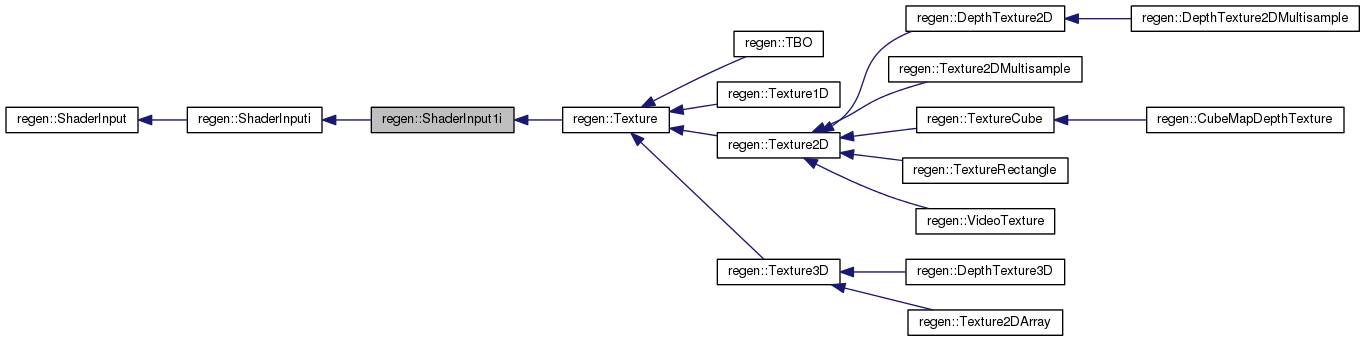 regen::ShaderInput
regen::ShaderInputi
regen::ShaderInput1i
regen::Texture
regen::TBO
regen::Texture1D
regen::Texture2D
regen::Texture3D
regen::DepthTexture2D
regen::Texture2DMultisample
regen::TextureCube
regen::TextureRectangle
regen::VideoTexture
regen::DepthTexture3D
regen::Texture2DArray
regen::DepthTexture2DMultisample
regen::CubeMapDepthTexture